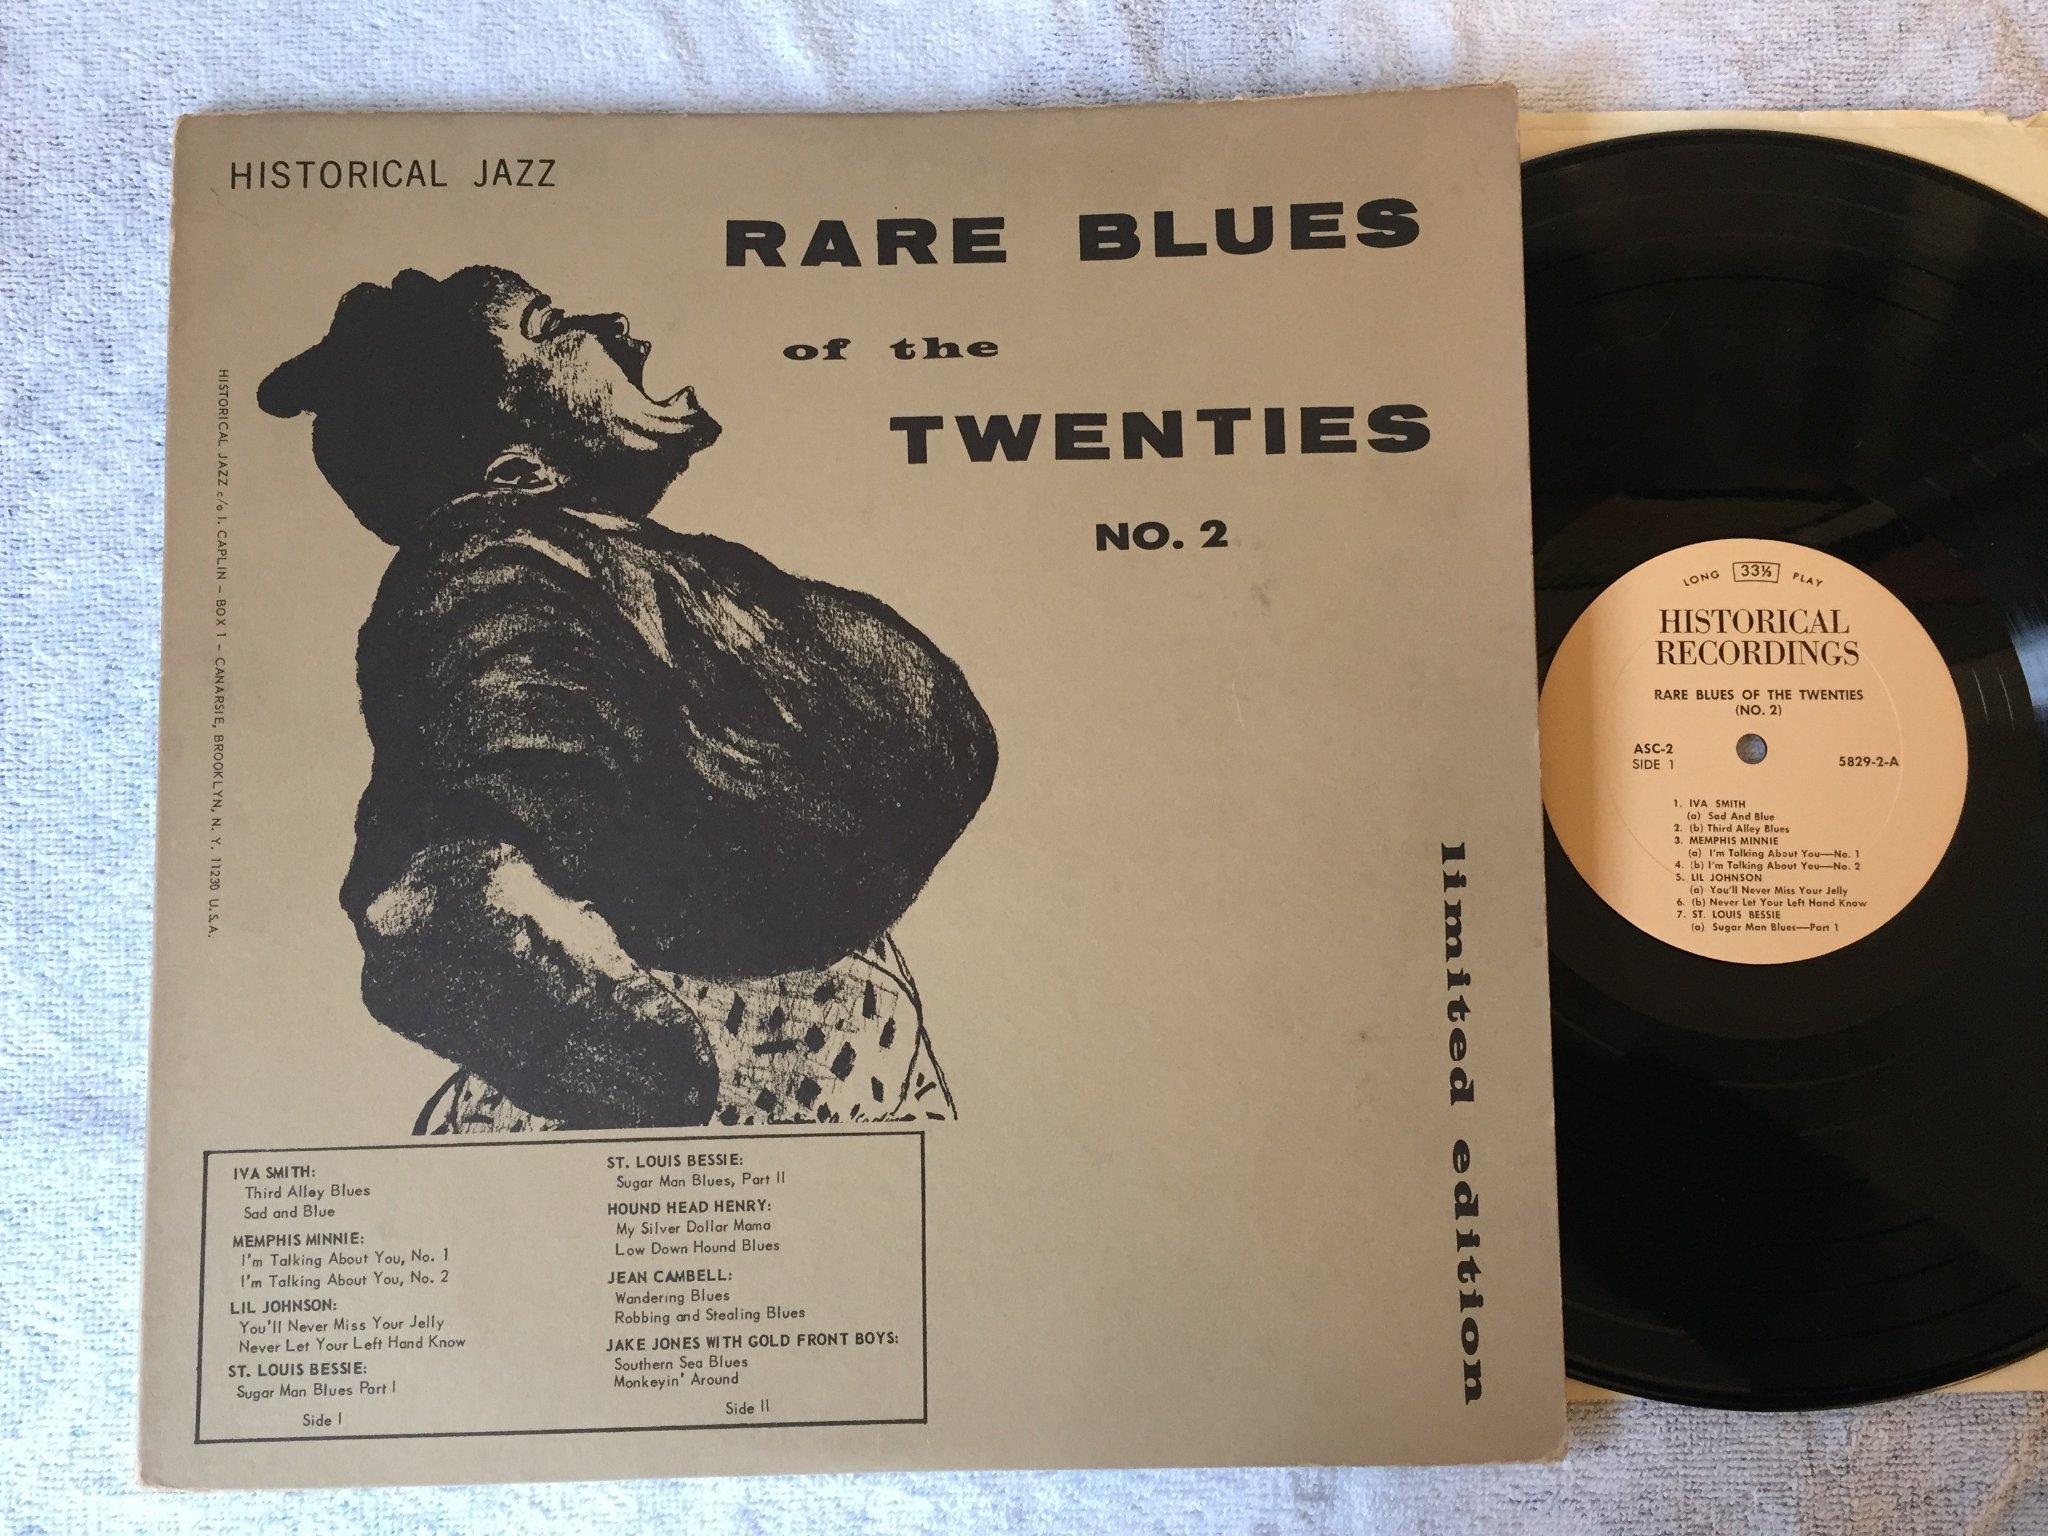 HISTORICAL JAZZ
RARE BLUES
of the
TWENTIES
NO. 2
HISTORICAL JAZZ c/o I. CAPLIN - BOX 1 - CANARSIE, BROOKLYN, N. Y. 11230 U.S.A.
limited edition
IVA SMITH:
Third Alley Blues
Sad and Blue
MEMPHIS MINNIE:
I'm Talking About You, No. 1
I'm Talking About You, No. 2
LIL JOHNSON:
You'll Never Miss Your Jelly
Never Let Your Left Hand Know
ST. LOUIS BESSIE:
Sugar Man Blues Part I
Side I
ST. LOUIS BESSIE:
Sugar Man Blues, Part II
HOUND HEAD HENRY:
My Silver Dollar Mama
Low Down Hound Blues
JEAN CAMBELL:
Wandering Blues
Robbing and Stealing Blues
JAKE JONES WITH GOLD FRONT BOYS:
Southern Sea Blues
Monkeyin' Around
Side II
LONG 33⅓ PLAY
HISTORICAL
RECORDINGS
RARE BLUES OF THE TWENTIES
(NO. 2)
ASC-2
SIDE 1
5829-2-A
1. IVA SMITH
(a) Sad And Blue
2. (b) Third Alley Blues
3. MEMPHIS MINNIE
(a) I'm Talking About You—No. 1
4. (b) I'm Talking About You—No. 2
5. LIL JOHNSON
(a) You'll Never Miss Your Jelly
6. (b) Never Let Your Left Hand Know
7. ST. LOUIS BESSIE
(a) Sugar Man Blues—Part 1